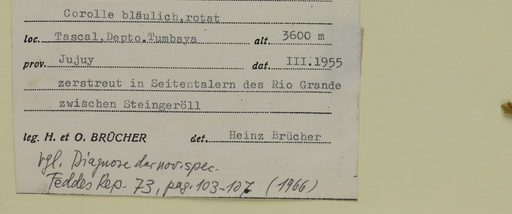 Corolle bläulich,rotat
loc. Tascal.Depto.Tumbaya alt. 3600 m
prov. Jujuy dat. III.1955
zerstreut in Seitentalern des Rio Grande
zwischen Steingeröll
leg. H. et O. BRÜCHER det. Heinz Brücher
vgl. Diagnose der nov. spec.
Feddes Rep. 73, pag. 103-107 (1966)